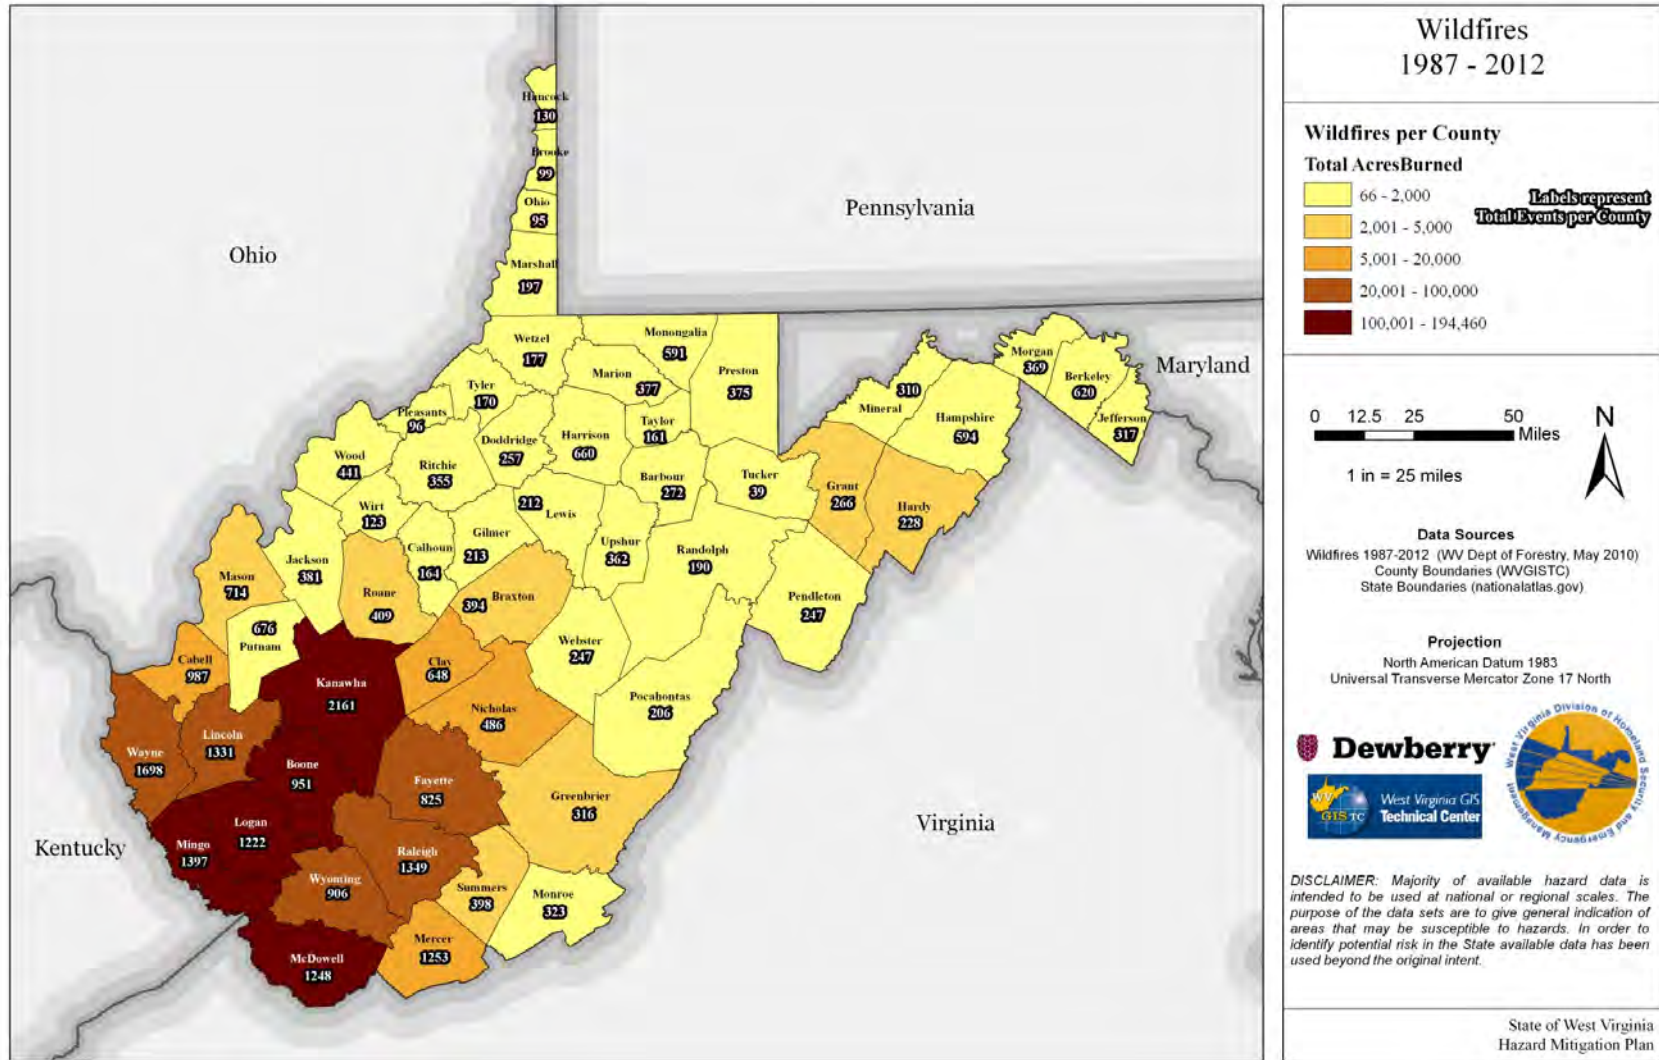 Wildfires
1987 - 2012
Wildfires per County
Total AcresBurned
66 - 2,000
2,001 - 5,000
5,001 - 20,000
20,001 - 100,000
100,001 - 194,460
Labels represent
Total Events per County
0 12.5 25 50
Miles
1 in = 25 miles
N
Data Sources
Wildfires 1987-2012 (WV Dept of Forestry, May 2010)
County Boundaries (WVGISTC)
State Boundaries (nationalatlas.gov)
Projection
North American Datum 1983
Universal Transverse Mercator Zone 17 North
Dewberry
WV
GIS TC
West Virginia GIS
Technical Center
West Virginia Division of Homeland Security and Emergency Management
DISCLAIMER: Majority of available hazard data is
intended to be used at national or regional scales. The
purpose of the data sets are to give general indication of
areas that may be susceptible to hazards. In order to
identify potential risk in the State available data has been
used beyond the original intent.
State of West Virginia
Hazard Mitigation Plan
Ohio
Pennsylvania
Maryland
Virginia
Kentucky
Hancock
130
Brooke
99
Ohio
95
Marshall
197
Wetzel
177
Monongalia
591
Marion
377
Preston
375
Tyler
170
Pleasants
96
Doddridge
257
Harrison
660
Taylor
161
Wood
441
Ritchie
355
Barbour
272
Tucker
39
Mineral
310
Hampshire
594
Morgan
369
Berkeley
620
Jefferson
317
Grant
266
Hardy
228
Wirt
123
Calhoun
164
Gilmer
213
212
Lewis
Upshur
362
Randolph
190
Pendleton
247
Jackson
381
Mason
714
Roane
409
394
Braxton
Webster
247
Pocahontas
206
676
Putnam
Cabell
987
Kanawha
2161
Clay
648
Nicholas
486
Wayne
1698
Lincoln
1331
Boone
951
Fayette
825
Greenbrier
316
Mingo
1397
Logan
1222
Raleigh
1349
Wyoming
906
Summers
398
Monroe
323
McDowell
1248
Mercer
1253